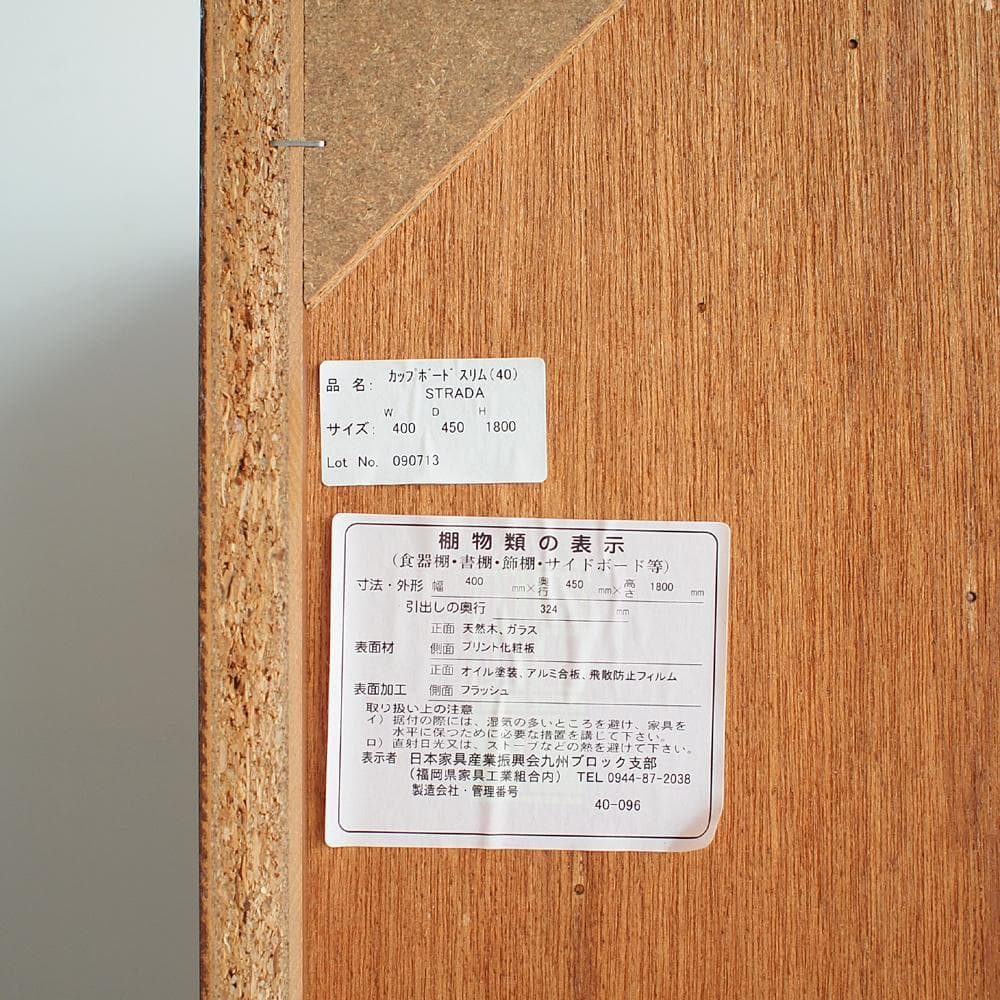 品 名: カップボード スリム(40)
STRADA
W D H
サイズ: 400 450 1800
Lot No. 090713
棚物類の表示
(食器棚・書棚・飾棚・サイドボード等)
寸法・外形 幅 400 mm×奥行 450 mm×高さ 1800 mm
引出しの奥行 324 mm
正面 天然木、ガラス
表面材 側面 プリント化粧板
正面 オイル塗装、アルミ合板、飛散防止フィルム
表面加工 側面 フラッシュ
取り扱い上の注意
イ) 据付の際には、湿気の多いところを避け、家具を
水平に保つために必要な措置を講じて下さい。
ロ) 直射日光又は、ストーブなどの熱を避けて下さい。
表示者 日本家具産業振興会九州ブロック支部
(福岡県家具工業組合内) TEL 0944-87-2038
製造会社・管理番号
40-096